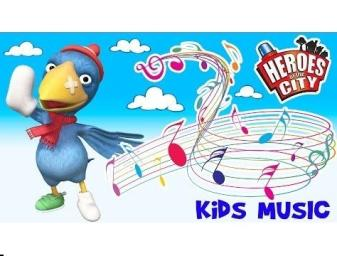 HEROES
OF THE
CITY
KiDS MUSIC